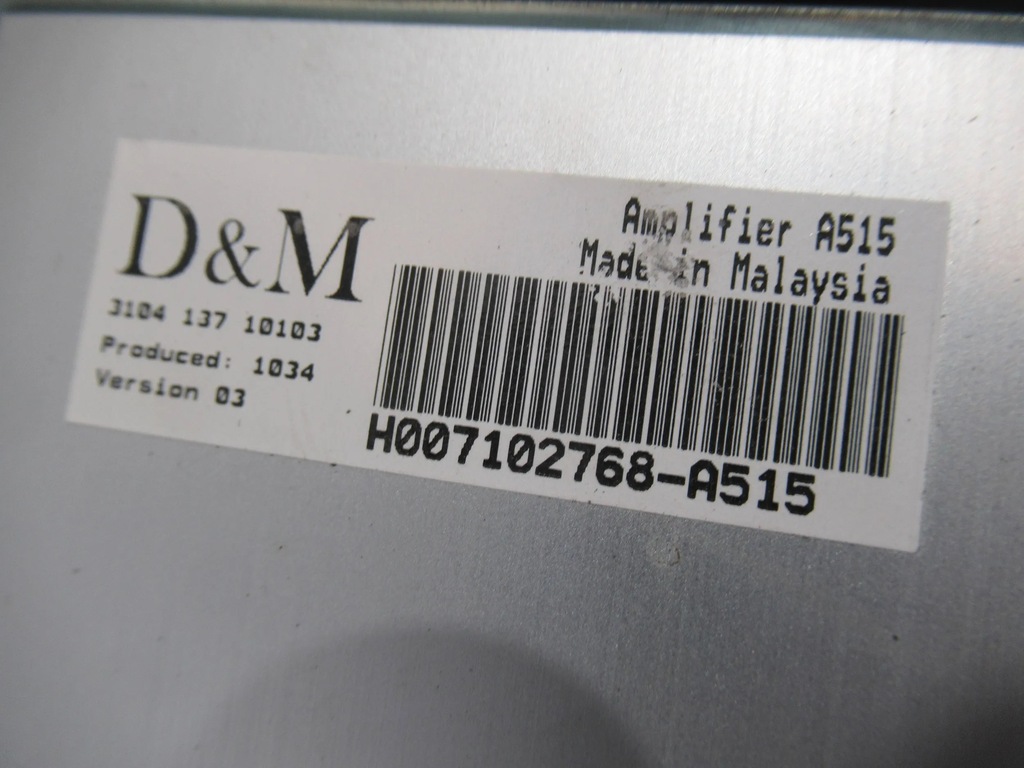 D&M
3104 137 10103
Produced: 1034
Version 03
Amplifier A515
Made in Malaysia
H007102768-A515